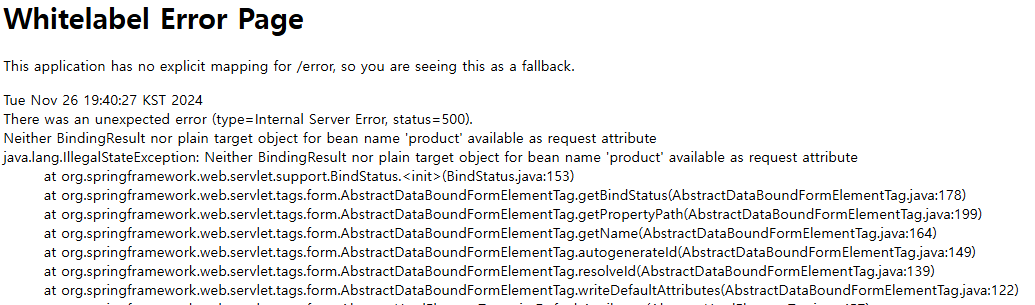 Whitelabel Error Page
This application has no explicit mapping for /error, so you are seeing this as a fallback.
Tue Nov 26 19:40:27 KST 2024
There was an unexpected error (type=Internal Server Error, status=500).
Neither BindingResult nor plain target object for bean name 'product' available as request attribute
java.lang.IllegalStateException: Neither BindingResult nor plain target object for bean name 'product' available as request attribute
at org.springframework.web.servlet.support.BindStatus.<init>(BindStatus.java:153)
at org.springframework.web.servlet.tags.form.AbstractDataBoundFormElementTag.getBindStatus(AbstractDataBoundFormElementTag.java:178)
at org.springframework.web.servlet.tags.form.AbstractDataBoundFormElementTag.getPropertyPath(AbstractDataBoundFormElementTag.java:199)
at org.springframework.web.servlet.tags.form.AbstractDataBoundFormElementTag.getName(AbstractDataBoundFormElementTag.java:164)
at org.springframework.web.servlet.tags.form.AbstractDataBoundFormElementTag.autogenerateId(AbstractDataBoundFormElementTag.java:149)
at org.springframework.web.servlet.tags.form.AbstractDataBoundFormElementTag.resolveId(AbstractDataBoundFormElementTag.java:139)
at org.springframework.web.servlet.tags.form.AbstractDataBoundFormElementTag.writeDefaultAttributes(AbstractDataBoundFormElementTag.java:122)